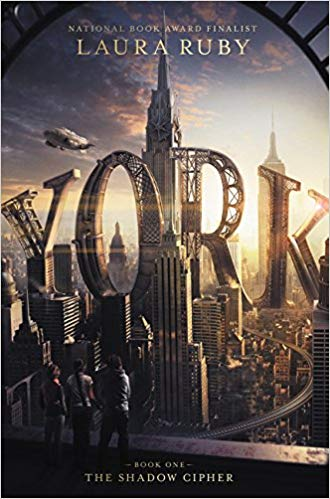 NATIONAL BOOK AWARD FINALIST
LAURA RUBY
YORK
– BOOK ONE –
THE SHADOW CIPHER